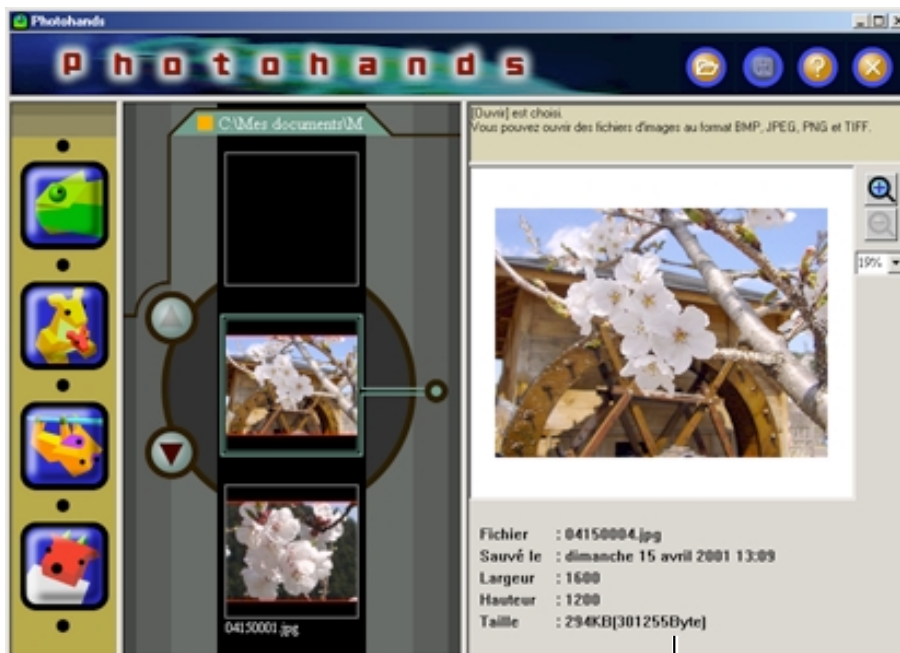 Photohands
Photohands
C:\Mes documents\M
[Ouvrir] est choisi.
Vous pouvez ouvrir des fichiers d'images au format BMP, JPEG, PNG et TIFF.
?
19%
Fichier : 04150004.jpg
Sauvé le : dimanche 15 avril 2001 13:09
Largeur : 1600
Hauteur : 1200
Taille : 294KB(301255Byte)
04150001.jpg